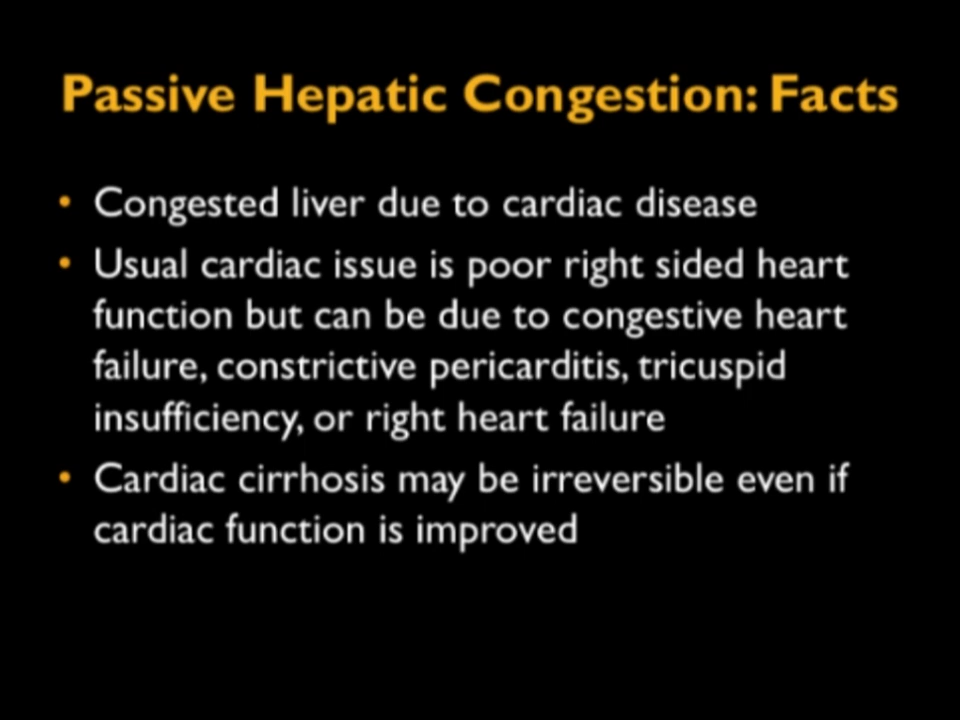 Passive Hepatic Congestion: Facts
• Congested liver due to cardiac disease
• Usual cardiac issue is poor right sided heart
function but can be due to congestive heart
failure, constrictive pericarditis, tricuspid
insufficiency, or right heart failure
• Cardiac cirrhosis may be irreversible even if
cardiac function is improved